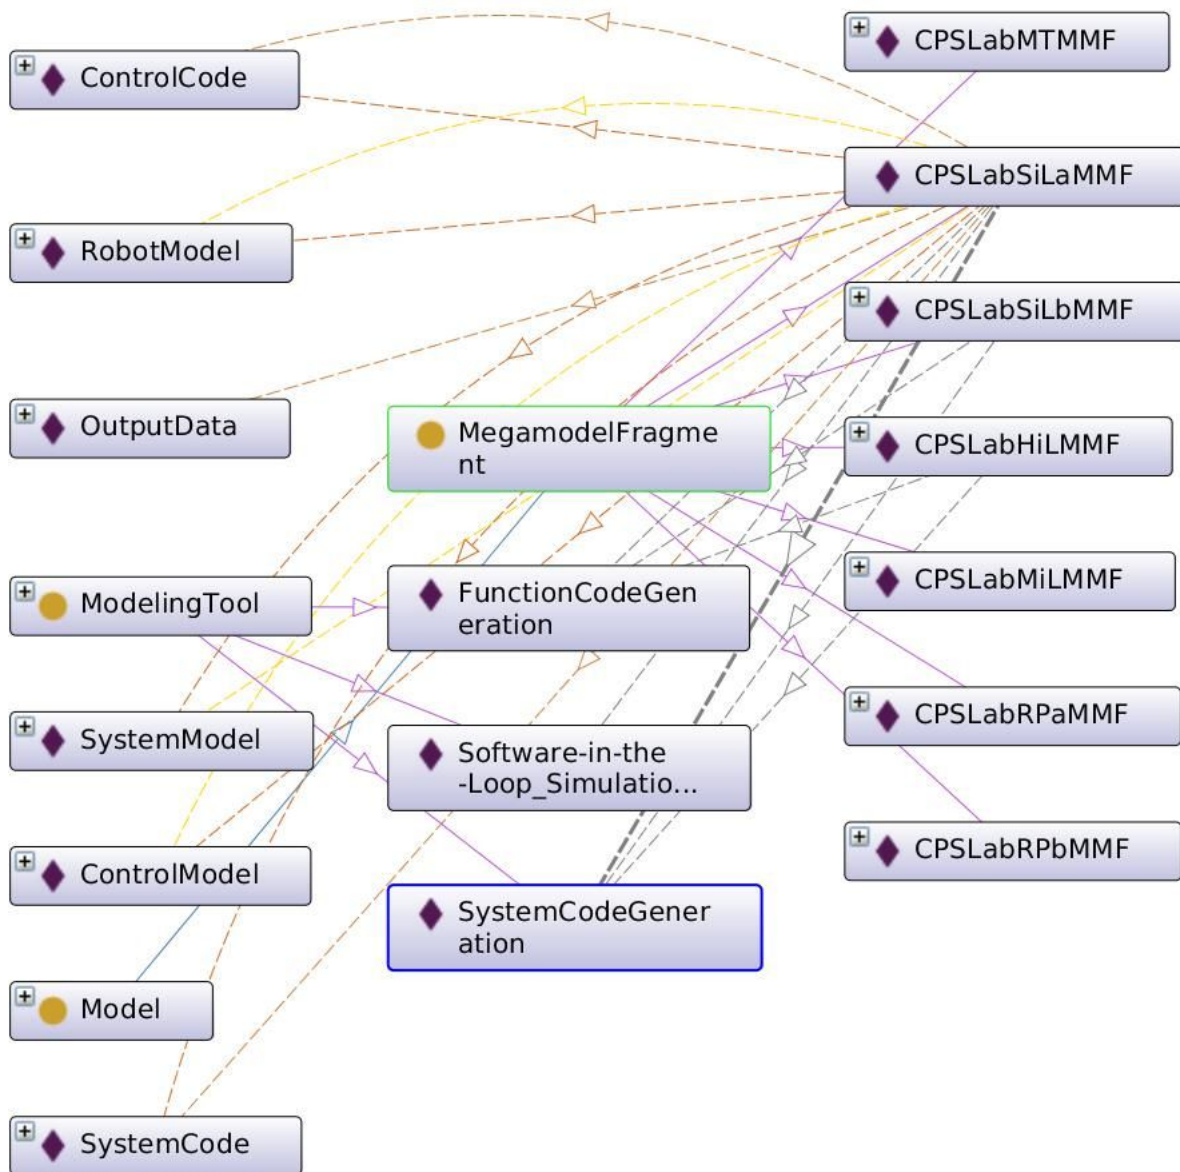 ControlCode
RobotModel
OutputData
ModelingTool
SystemModel
ControlModel
Model
SystemCode
MegamodelFragme
nt
FunctionCodeGen
eration
Software-in-the
-Loop_Simulatio...
SystemCodeGener
ation
CPSLabMTMMF
CPSLabSiLaMMF
CPSLabSiLbMMF
CPSLabHiLMMF
CPSLabMiLMMF
CPSLabRPaMMF
CPSLabRPbMMF